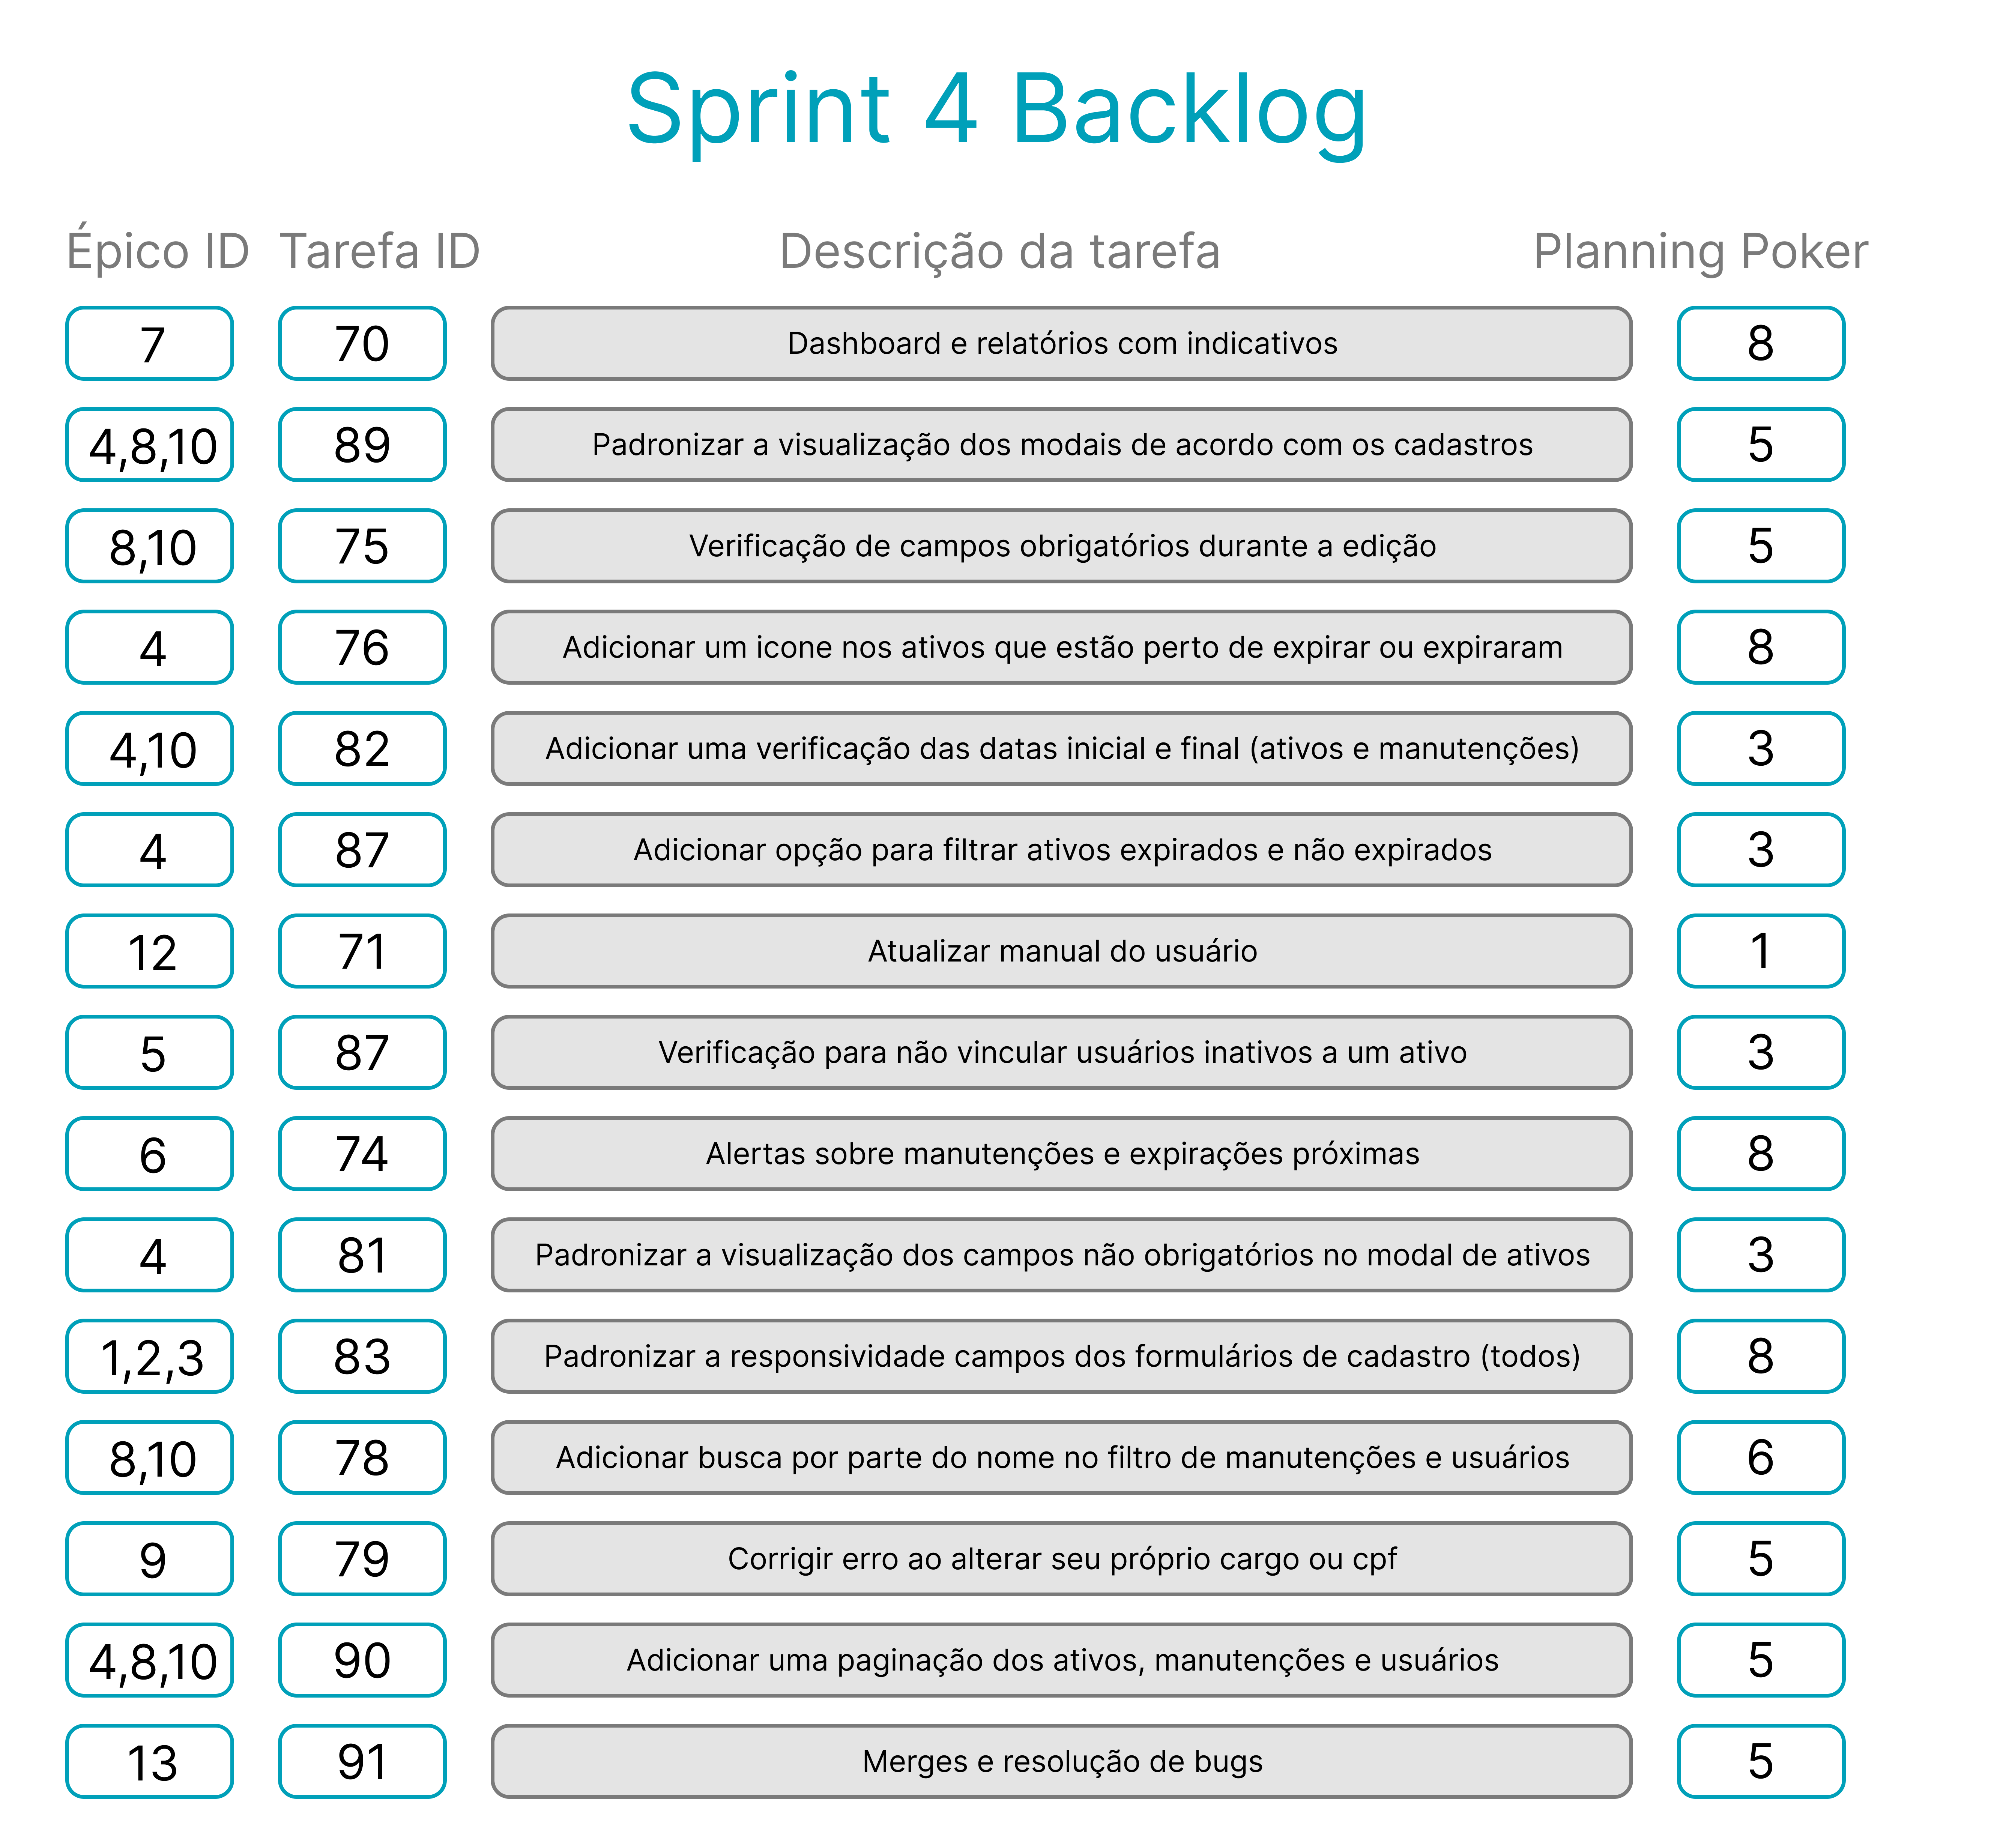 Sprint 4 Backlog
Épico ID Tarefa ID Descrição da tarefa Planning Poker
7 70 Dashboard e relatórios com indicativos 8
4,8,10 89 Padronizar a visualização dos modais de acordo com os cadastros 5
8,10 75 Verificação de campos obrigatórios durante a edição 5
4 76 Adicionar um icone nos ativos que estão perto de expirar ou expiraram 8
4,10 82 Adicionar uma verificação das datas inicial e final (ativos e manutenções) 3
4 87 Adicionar opção para filtrar ativos expirados e não expirados 3
12 71 Atualizar manual do usuário 1
5 87 Verificação para não vincular usuários inativos a um ativo 3
6 74 Alertas sobre manutenções e expirações próximas 8
4 81 Padronizar a visualização dos campos não obrigatórios no modal de ativos 3
1,2,3 83 Padronizar a responsividade campos dos formulários de cadastro (todos) 8
8,10 78 Adicionar busca por parte do nome no filtro de manutenções e usuários 6
9 79 Corrigir erro ao alterar seu próprio cargo ou cpf 5
4,8,10 90 Adicionar uma paginação dos ativos, manutenções e usuários 5
13 91 Merges e resolução de bugs 5